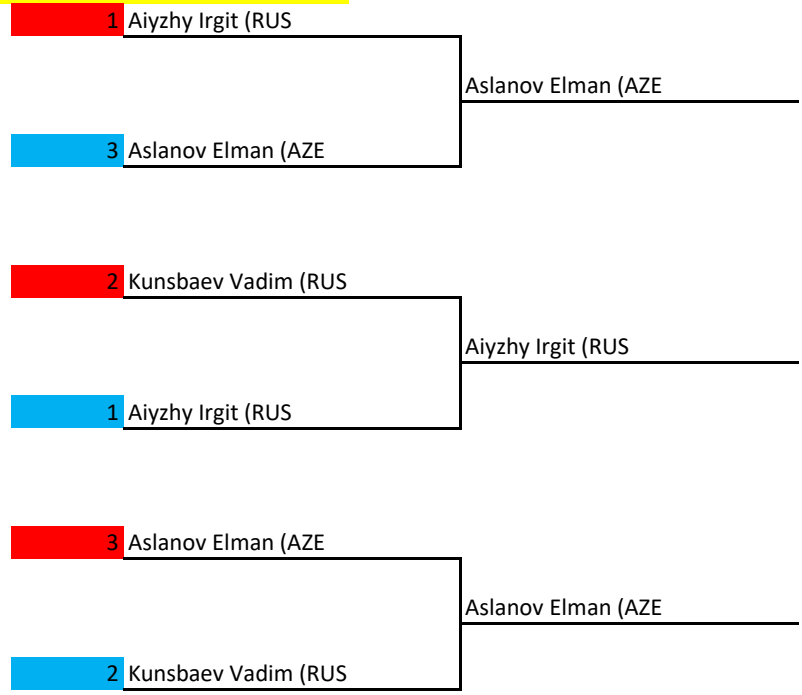 1 Aiyzhy Irgit (RUS
Aslanov Elman (AZE
3 Aslanov Elman (AZE
2 Kunsbaev Vadim (RUS
Aiyzhy Irgit (RUS
1 Aiyzhy Irgit (RUS
3 Aslanov Elman (AZE
Aslanov Elman (AZE
2 Kunsbaev Vadim (RUS